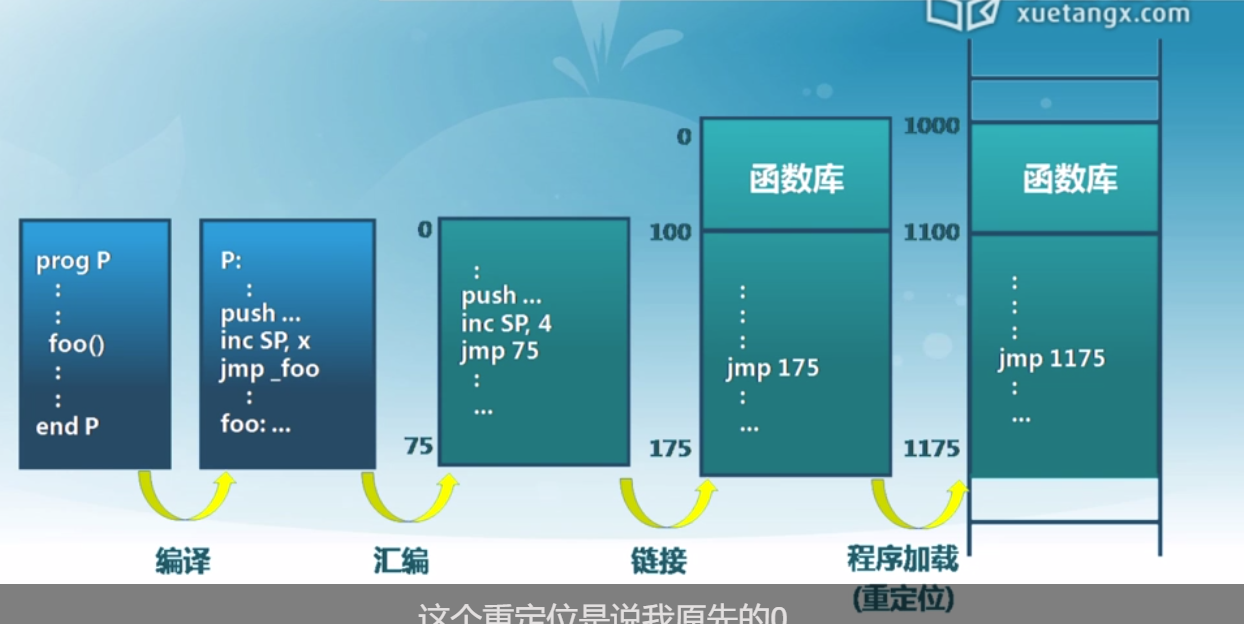 xuetangx.com
prog P
:
:
foo()
:
:
end P
P:
:
push ...
inc SP, x
jmp _foo
:
foo: ...
0
:
push ...
inc SP, 4
jmp 75
:
...
75
0
函数库
100
:
:
:
jmp 175
:
...
175
1000
函数库
1100
:
:
:
jmp 1175
:
...
1175
编译
汇编
链接
程序加载
(重定位)
这个重定位是说我原先的0